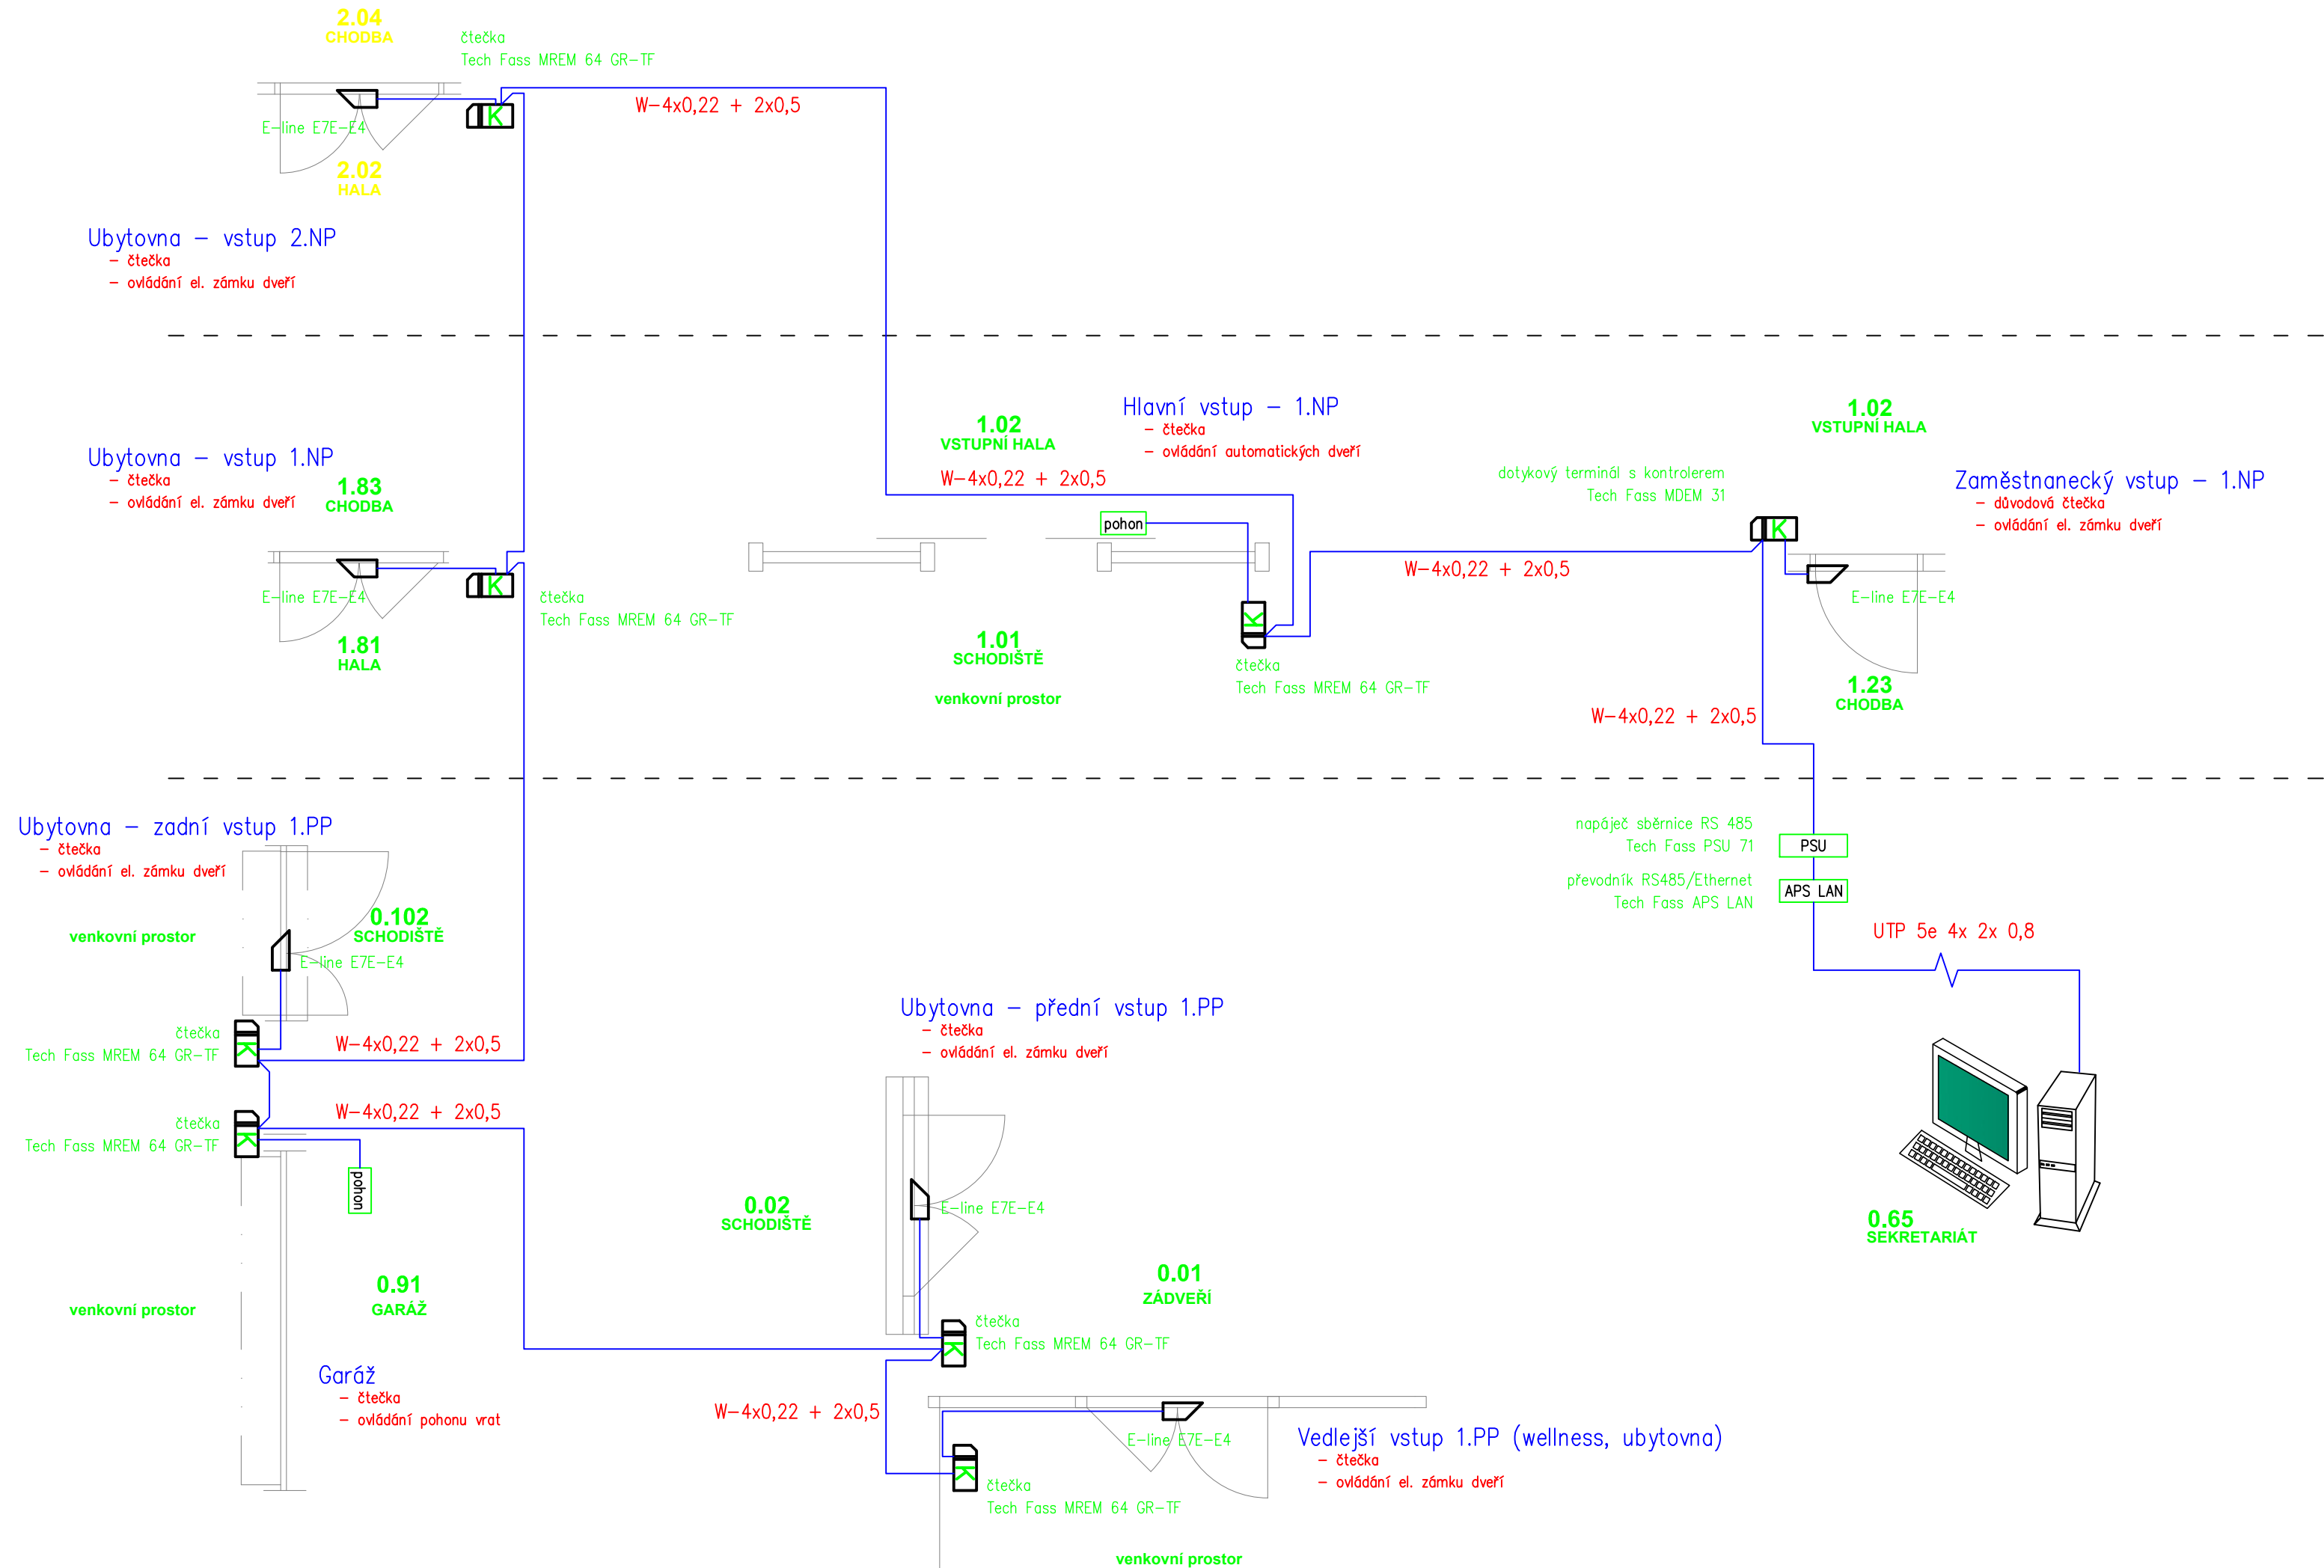 2.04
CHODBA
čtečka
Tech Fass MREM 64 GR-TF
K
W-4x0,22 + 2x0,5
E-line E7E-E4
2.02
HALA
Ubytovna - vstup 2.NP
- čtečka
- ovládání el. zámku dveří
Ubytovna - vstup 1.NP
- čtečka
- ovládání el. zámku dveří
1.83
CHODBA
E-line E7E-E4
K
čtečka
Tech Fass MREM 64 GR-TF
1.81
HALA
1.02
VSTUPNÍ HALA
W-4x0,22 + 2x0,5
Hlavní vstup - 1.NP
- čtečka
- ovládání automatických dveří
pohon
K
1.01
SCHODIŠTĚ
venkovní prostor
čtečka
Tech Fass MREM 64 GR-TF
W-4x0,22 + 2x0,5
dotykový terminál s kontrolerem
Tech Fass MDEM 31
K
1.02
VSTUPNÍ HALA
Zaměstnanecký vstup - 1.NP
- důvodová čtečka
- ovládání el. zámku dveří
E-line E7E-E4
1.23
CHODBA
W-4x0,22 + 2x0,5
napáječ sběrnice RS 485
Tech Fass PSU 71
PSU
převodník RS485/Ethernet
Tech Fass APS LAN
APS LAN
UTP 5e 4x 2x 0,8
0.65
SEKRETARIÁT
Ubytovna - zadní vstup 1.PP
- čtečka
- ovládání el. zámku dveří
venkovní prostor
0.102
SCHODIŠTĚ
E-line E7E-E4
čtečka
Tech Fass MREM 64 GR-TF
K
W-4x0,22 + 2x0,5
čtečka
Tech Fass MREM 64 GR-TF
K
W-4x0,22 + 2x0,5
pohon
0.91
GARÁŽ
venkovní prostor
Garáž
- čtečka
- ovládání pohonu vrat
Ubytovna - přední vstup 1.PP
- čtečka
- ovládání el. zámku dveří
0.02
SCHODIŠTĚ
E-line E7E-E4
0.01
ZÁDVEŘÍ
K
čtečka
Tech Fass MREM 64 GR-TF
W-4x0,22 + 2x0,5
E-line E7E-E4
K
čtečka
Tech Fass MREM 64 GR-TF
Vedlejší vstup 1.PP (wellness, ubytovna)
- čtečka
- ovládání el. zámku dveří
venkovní prostor